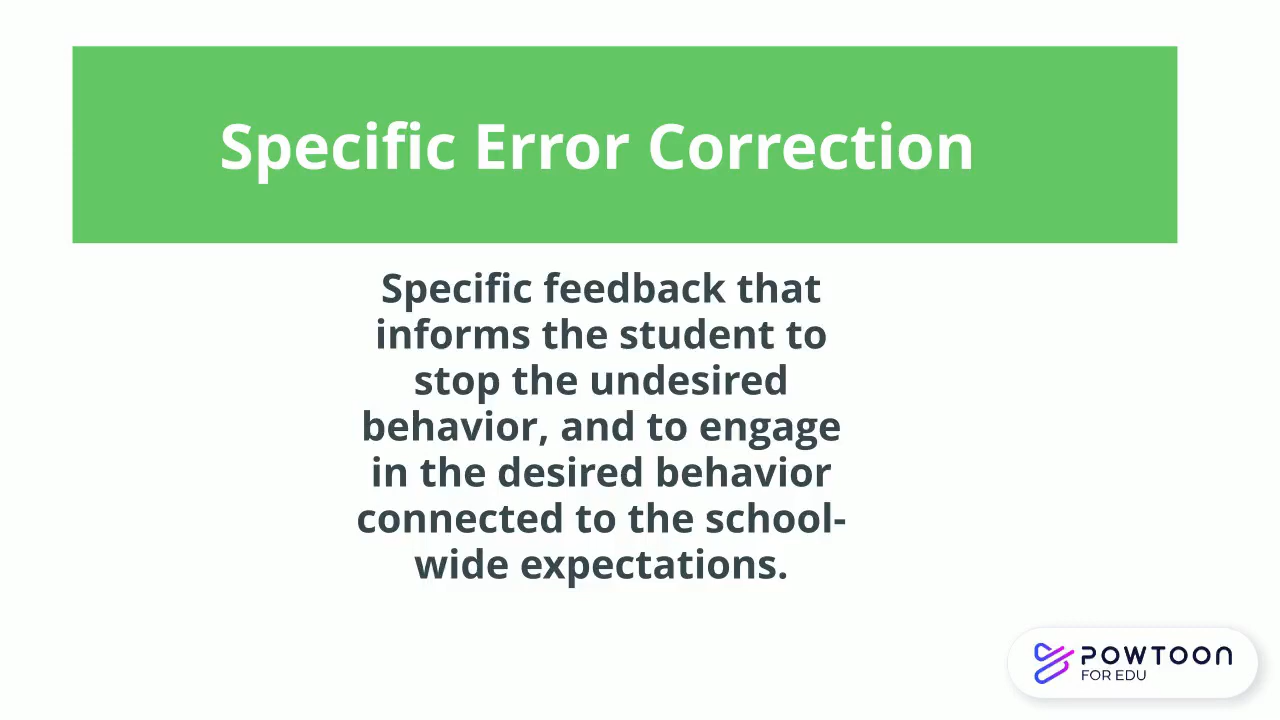 Specific Error Correction
Specific feedback that
informs the student to
stop the undesired
behavior, and to engage
in the desired behavior
connected to the school-
wide expectations.
POWTOON
FOR EDU